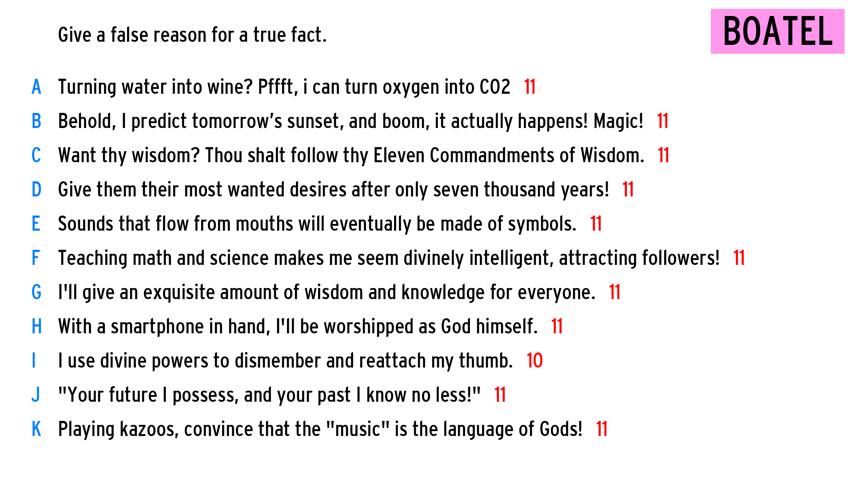 Give a false reason for a true fact.
BOATEL
A Turning water into wine? Pffft, i can turn oxygen into CO2 11
B Behold, I predict tomorrow's sunset, and boom, it actually happens! Magic! 11
C Want thy wisdom? Thou shalt follow thy Eleven Commandments of Wisdom. 11
D Give them their most wanted desires after only seven thousand years! 11
E Sounds that flow from mouths will eventually be made of symbols. 11
F Teaching math and science makes me seem divinely intelligent, attracting followers! 11
G I'll give an exquisite amount of wisdom and knowledge for everyone. 11
H With a smartphone in hand, I'll be worshipped as God himself. 11
I I use divine powers to dismember and reattach my thumb. 10
J "Your future I possess, and your past I know no less!" 11
K Playing kazoos, convince that the "music" is the language of Gods! 11